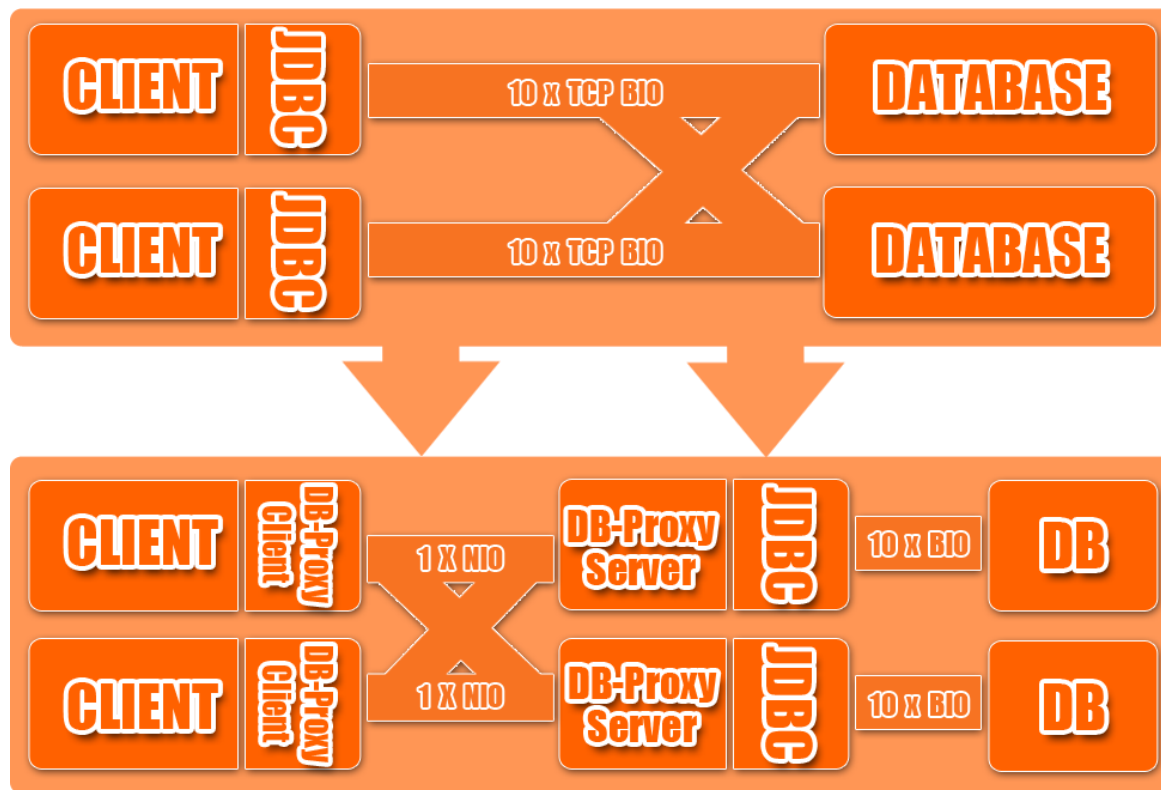 CLIENT
JDBC
10 x TCP BIO
DATABASE
CLIENT
JDBC
10 x TCP BIO
DATABASE
CLIENT
DB-Proxy
Client
1 X NIO
DB-Proxy
Server
JDBC
10 x BIO
DB
CLIENT
DB-Proxy
Client
1 X NIO
DB-Proxy
Server
JDBC
10 x BIO
DB